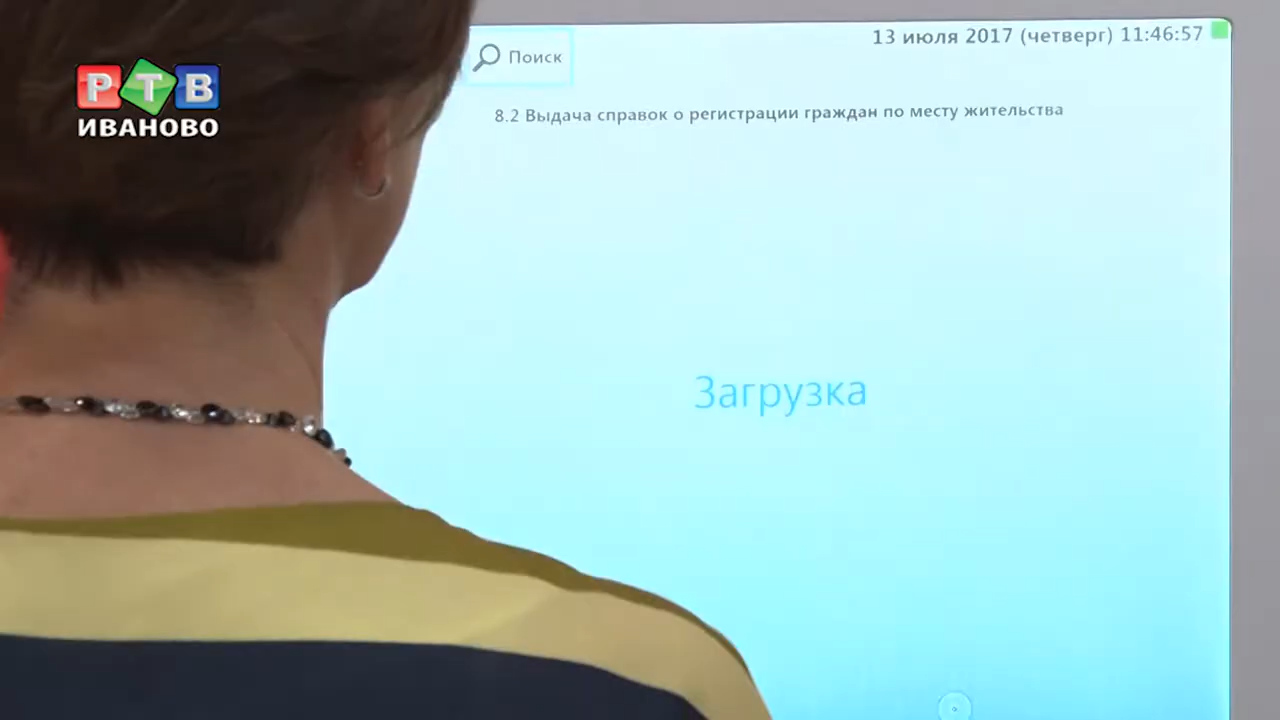 РТВ
ИВАНОВО
Поиск
13 июля 2017 (четверг) 11:46:57
8.2 Выдача справок о регистрации граждан по месту жительства
Загрузка